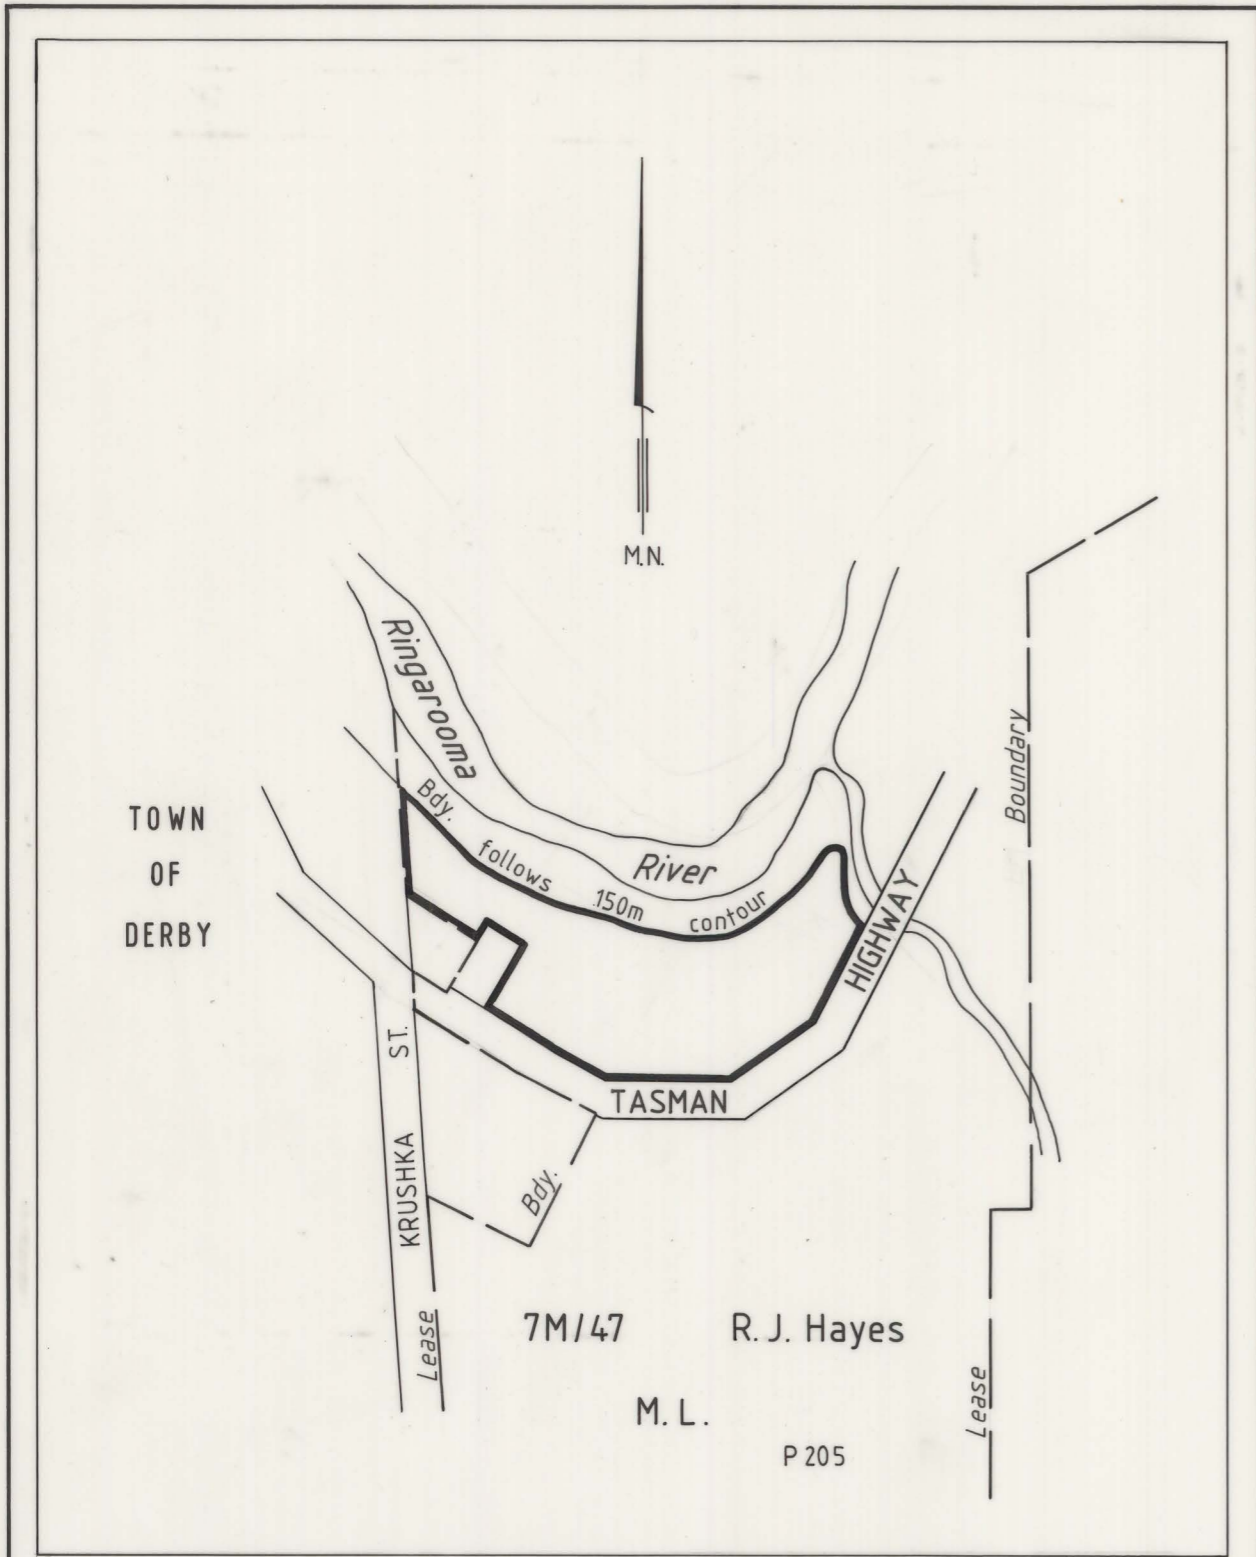 M.N.
Ringarooma River
Bdy. follows 150m contour
TOWN
OF
DERBY
Boundary
HIGHWAY
TASMAN
KRUSHKA ST.
Bdy.
Lease
7M/47 R. J. Hayes
M. L.
P 205
Lease